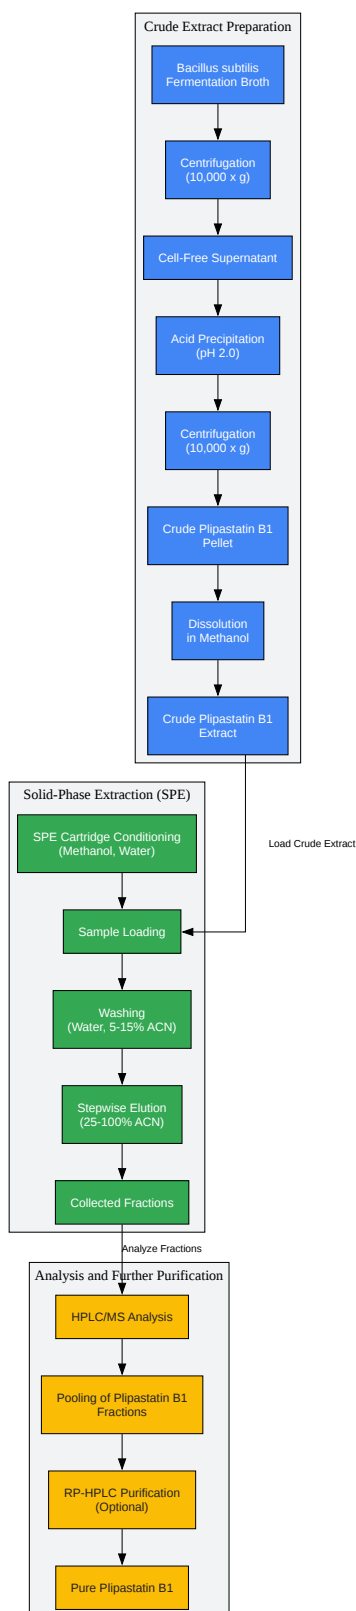 Crude Extract Preparation
Bacillus subtilis
Fermentation Broth
Centrifugation
(10,000 x g)
Cell-Free Supernatant
Acid Precipitation
(pH 2.0)
Centrifugation
(10,000 x g)
Crude Plipastatin B1
Pellet
Dissolution
in Methanol
Crude Plipastatin B1
Extract
Solid-Phase Extraction (SPE)
SPE Cartridge Conditioning
(Methanol, Water)
Load Crude Extract
Sample Loading
Washing
(Water, 5-15% ACN)
Stepwise Elution
(25-100% ACN)
Collected Fractions
Analyze Fractions
Analysis and Further Purification
HPLC/MS Analysis
Pooling of Plipastatin B1
Fractions
RP-HPLC Purification
(Optional)
Pure Plipastatin B1